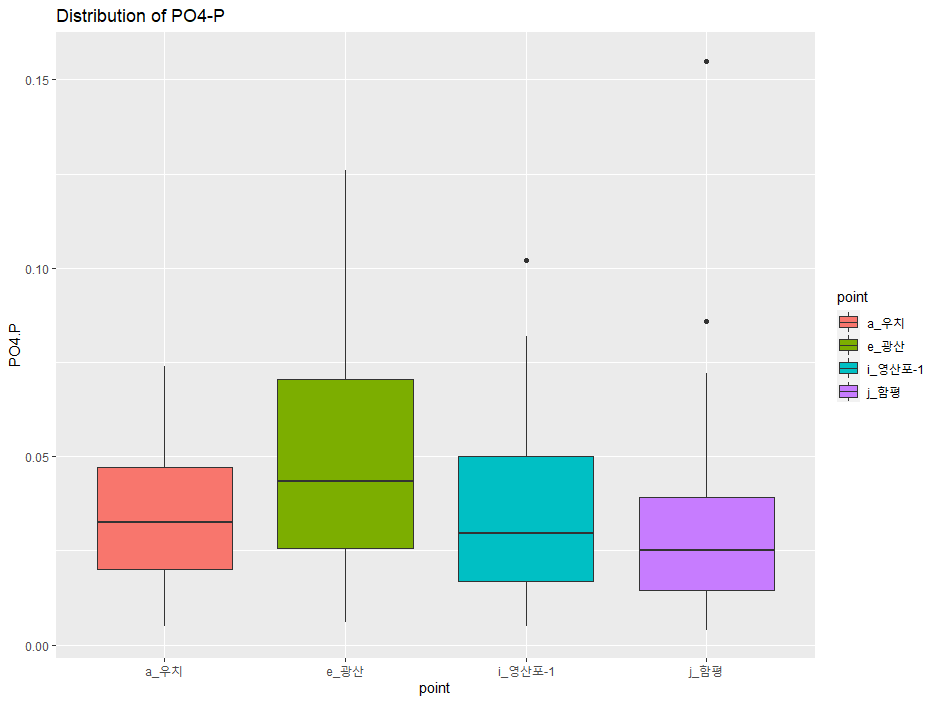 Distribution of PO4-P
PO4.P
0.15
0.10
0.05
0.00
a_우치
e_광산
i_영산포-1
j_함평
point
point
a_우치
e_광산
i_영산포-1
j_함평